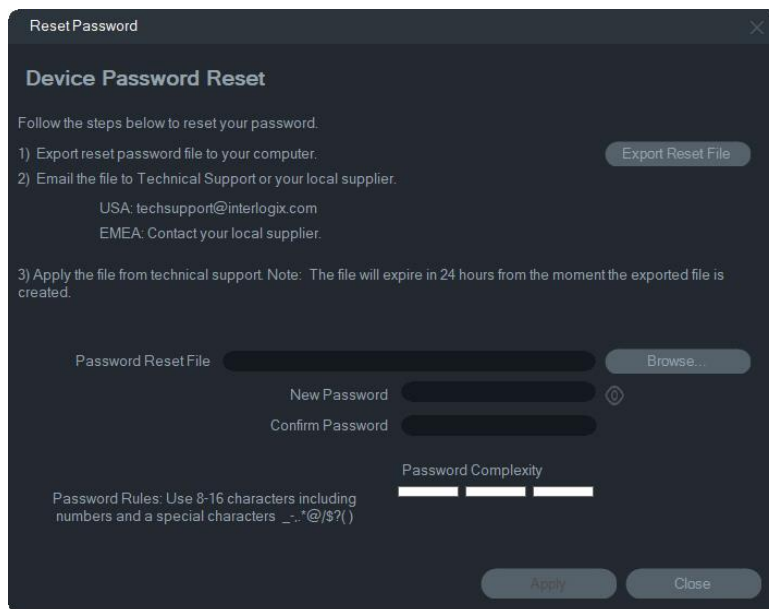 Reset Password
Device Password Reset
Follow the steps below to reset your password.
1) Export reset password file to your computer.
Export Reset File
2) Email the file to Technical Support or your local supplier.
USA: techsupport@interlogix.com
EMEA: Contact your local supplier.
3) Apply the file from technical support. Note: The file will expire in 24 hours from the moment the exported file is
created.
Password Reset File
Browse...
New Password
Confirm Password
Password Complexity
Password Rules: Use 8-16 characters including
numbers and a special characters _-,.*@/$?( )
Apply
Close